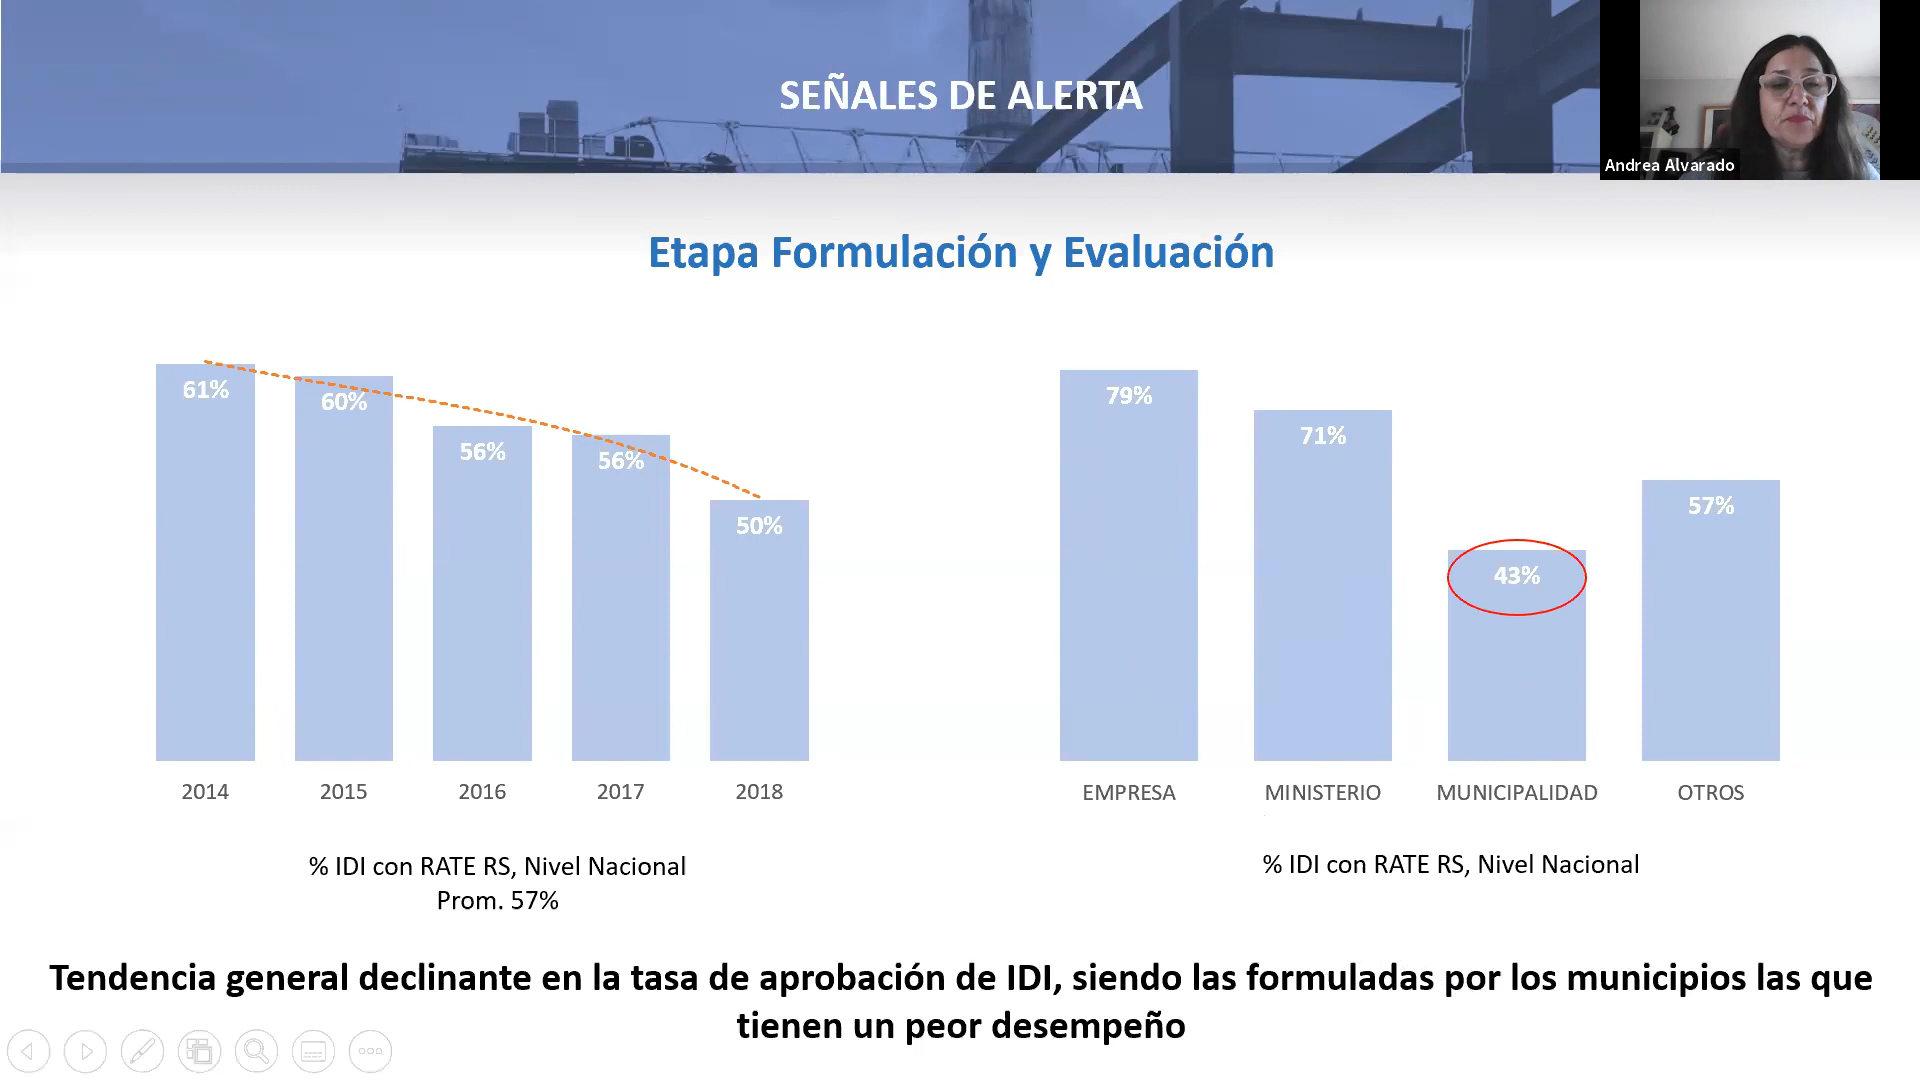 SEÑALES DE ALERTA
Andrea Alvarado
Etapa Formulación y Evaluación
61%
60%
56%
56%
50%
2014
2015
2016
2017
2018
% IDI con RATE RS, Nivel Nacional
Prom. 57%
79%
71%
43%
57%
EMPRESA
MINISTERIO
MUNICIPALIDAD
OTROS
% IDI con RATE RS, Nivel Nacional
Tendencia general declinante en la tasa de aprobación de IDI, siendo las formuladas por los municipios las que
tienen un peor desempeño